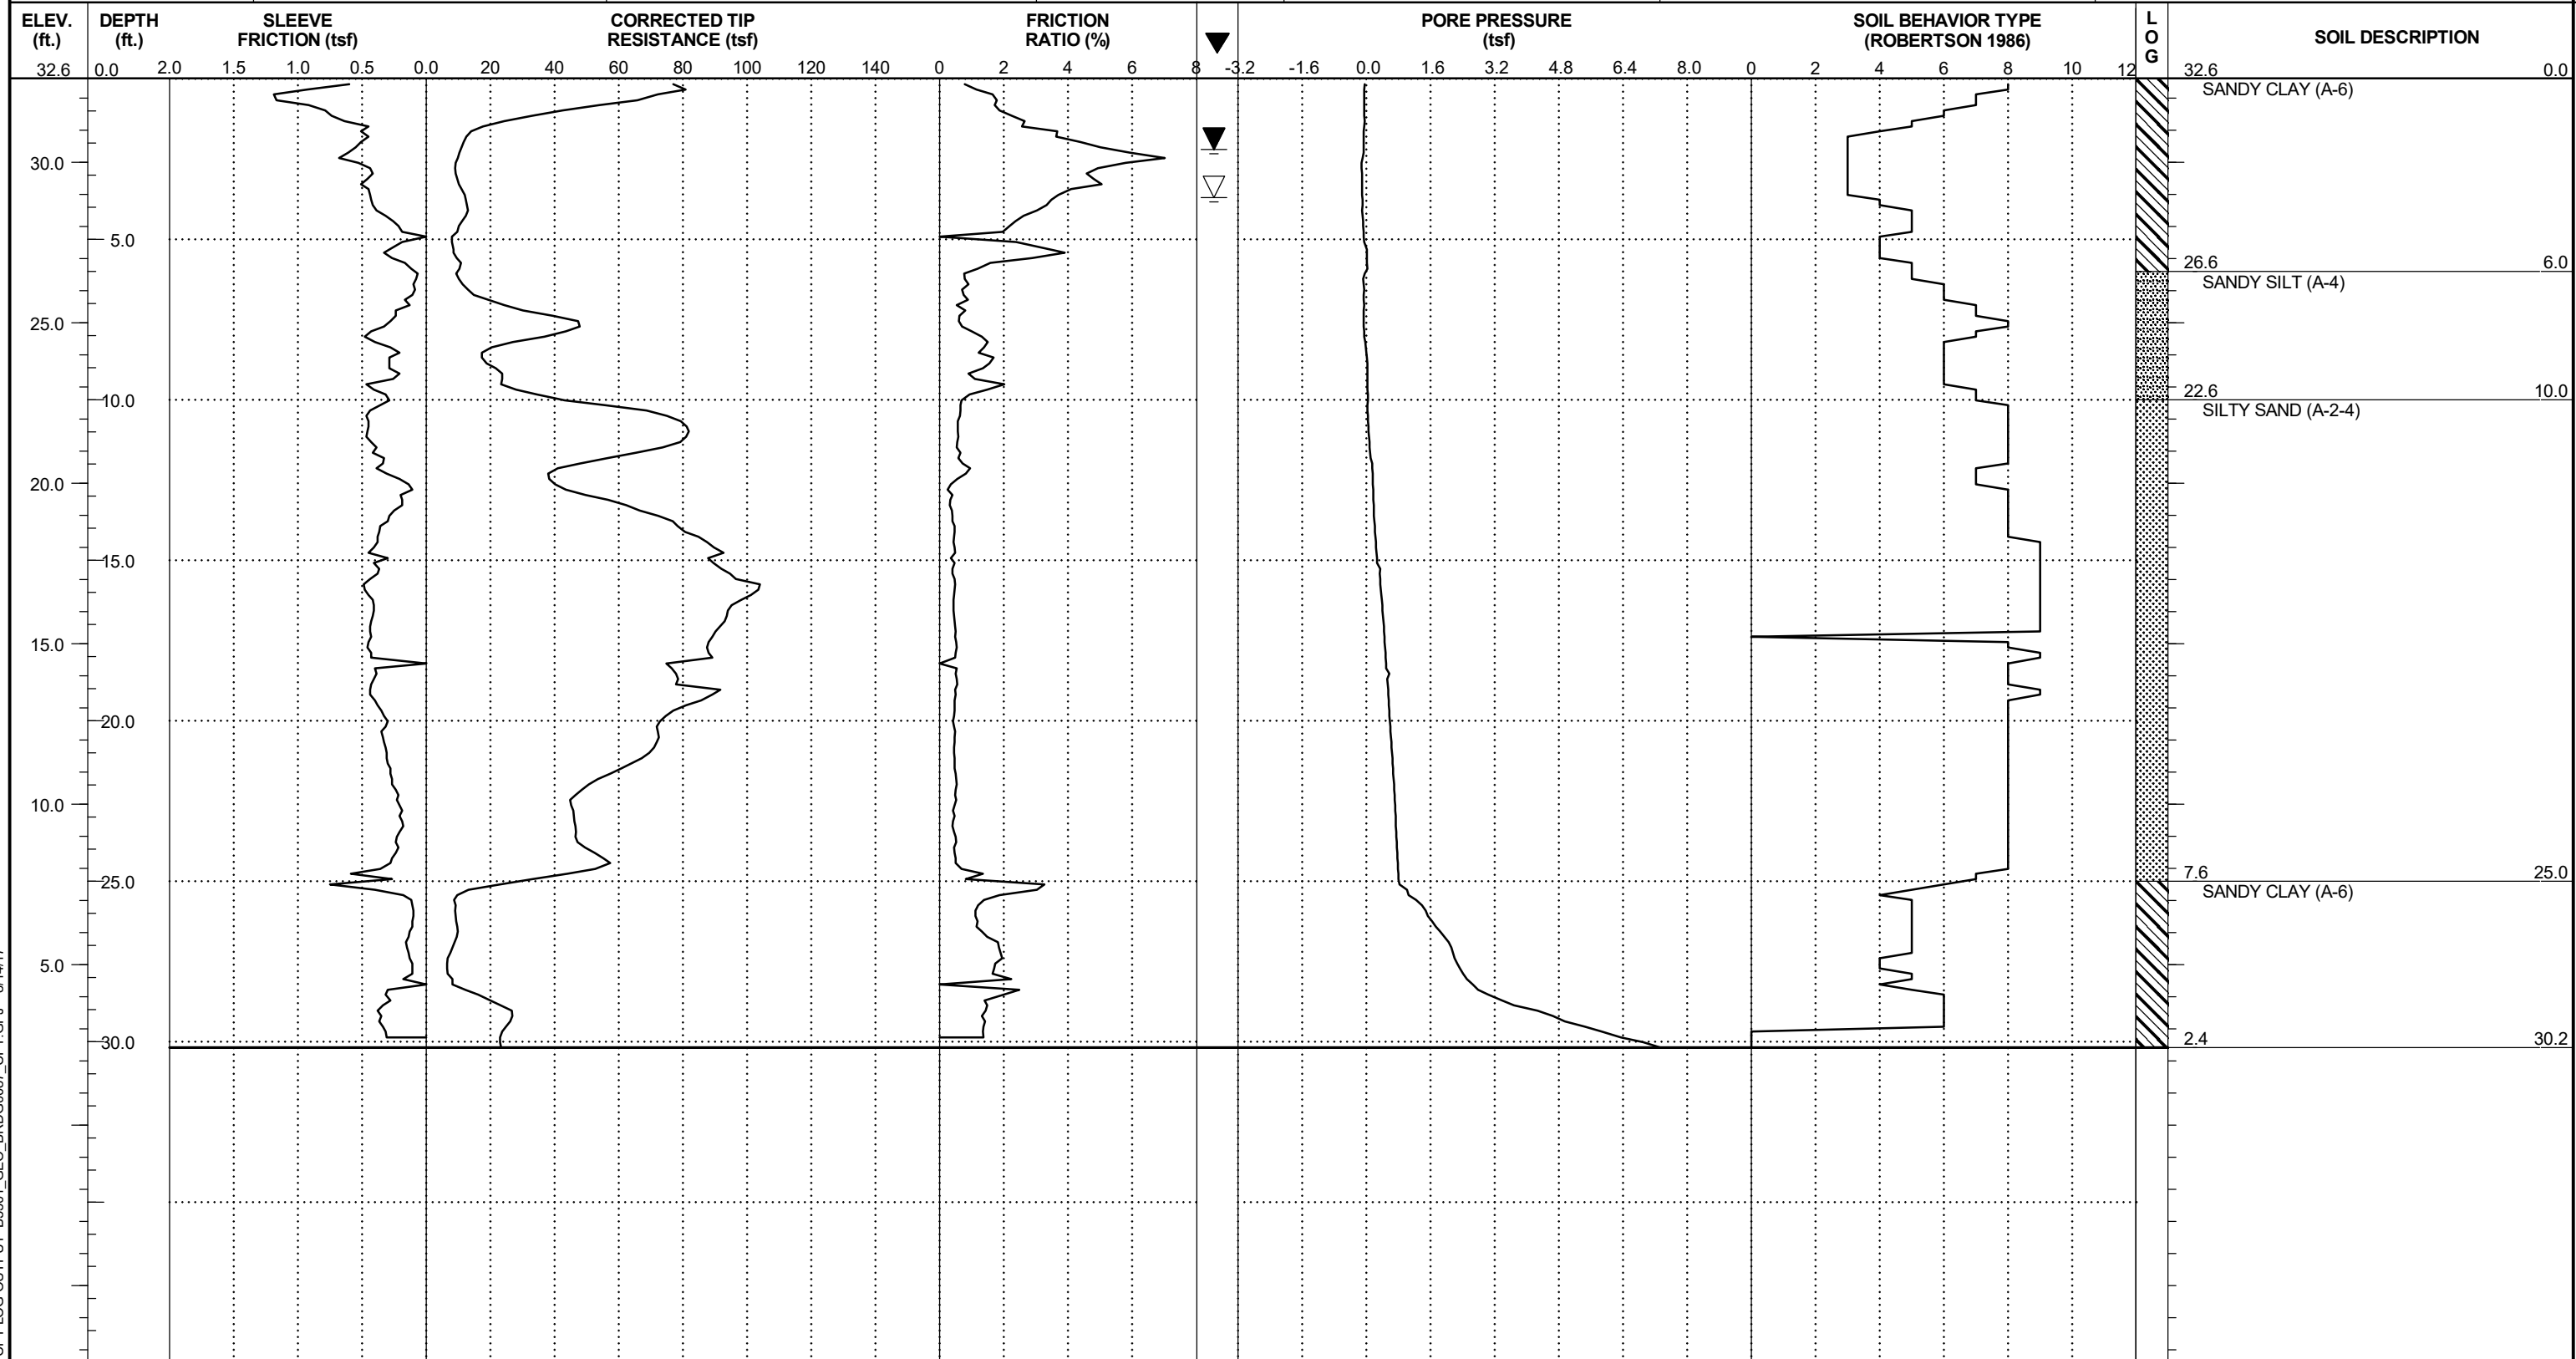 ELEV. DEPTH SLEEVE CORRECTED TIP FRICTION PORE PRESSURE SOIL BEHAVIOR TYPE L
(ft.) (ft.) FRICTION (tsf) RESISTANCE (tsf) RATIO (%) (tsf) (ROBERTSON 1986) O SOIL DESCRIPTION
G
32.6 0.0 2.0 1.5 1.0 0.5 0.0 20 40 60 80 100 120 140 0 2 4 6 8 -3.2 -1.6 0.0 1.6 3.2 4.8 6.4 8.0 0 2 4 6 8 10 12 32.6 0.0
SANDY CLAY (A-6)
30.0
5.0
26.6 6.0
SANDY SILT (A-4)
25.0
22.6 10.0
10.0
SILTY SAND (A-2-4)
20.0
15.0
15.0
20.0
10.0
7.6 25.0
25.0
SANDY CLAY (A-6)
5.0
2.4 30.2
30.0